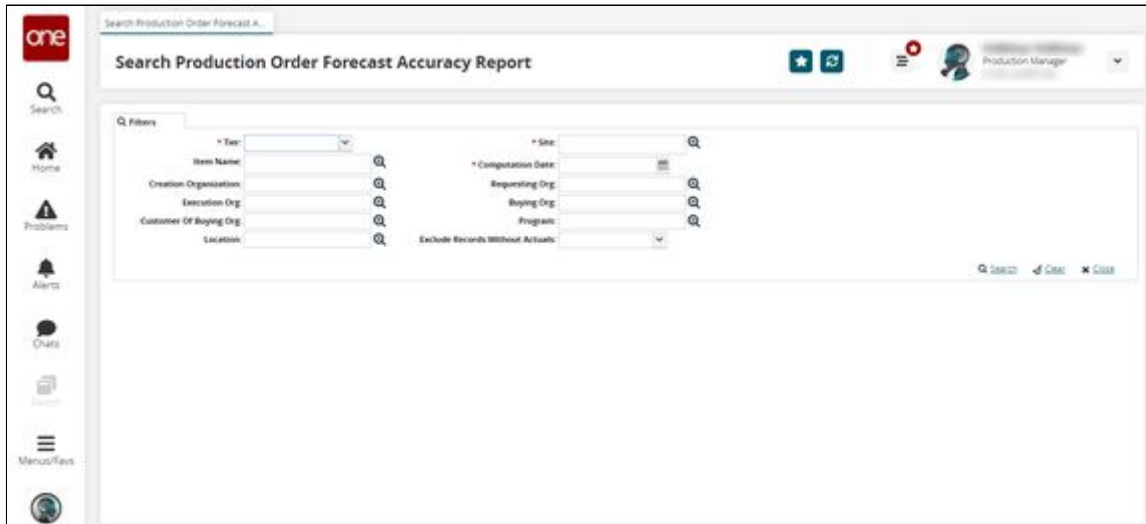 one
Search Production Order Forecast A...
Search Production Order Forecast Accuracy Report
Production Manager
Search
Home
Problems
Alerts
Chats
Switch
Menus/Favs
Filters
* Tier:
* Site:
Item Name:
* Computation Date:
Creation Organization:
Requesting Org:
Execution Org:
Buying Org:
Customer Of Buying Org:
Program:
Location:
Exclude Records Without Actuals:
Search Clear Close